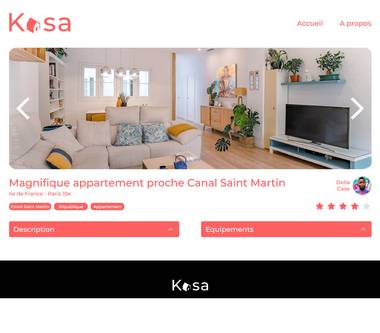 Kasa
Accueil
A propos
Magnifique appartement proche Canal Saint Martin
Ile de France - Paris 10e
Canal Saint Martin
République
Appartement
Della
Case
Description
Equipements
Kasa